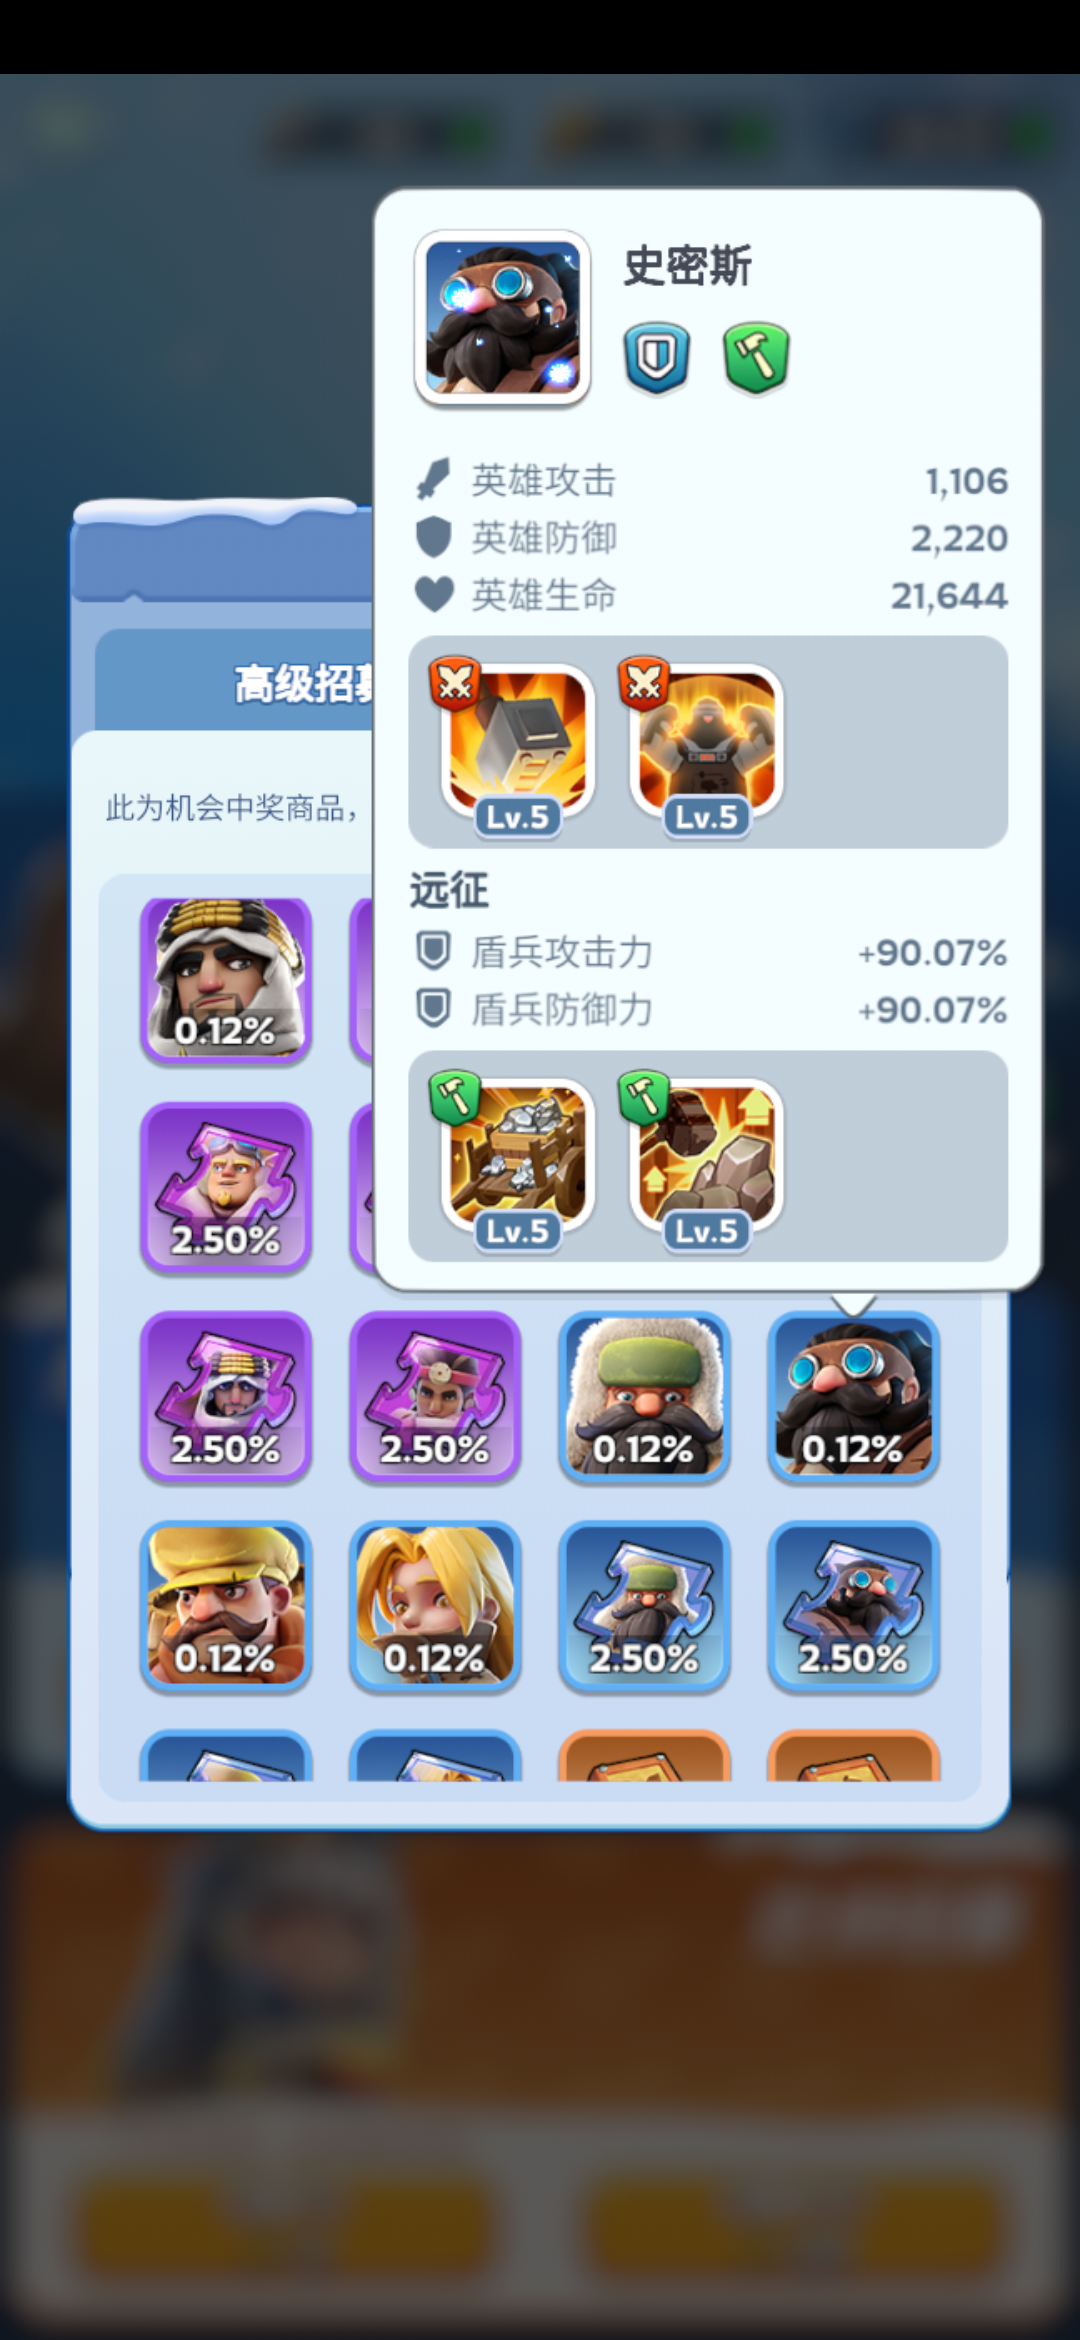 史密斯
英雄攻击 1,106
英雄防御 2,220
英雄生命 21,644
Lv.5 Lv.5
远征
盾兵攻击力 +90.07%
盾兵防御力 +90.07%
Lv.5 Lv.5
高级招
此为机会中奖商品，
0.12%
2.50%
2.50% 2.50% 0.12% 0.12%
0.12% 0.12% 2.50% 2.50%